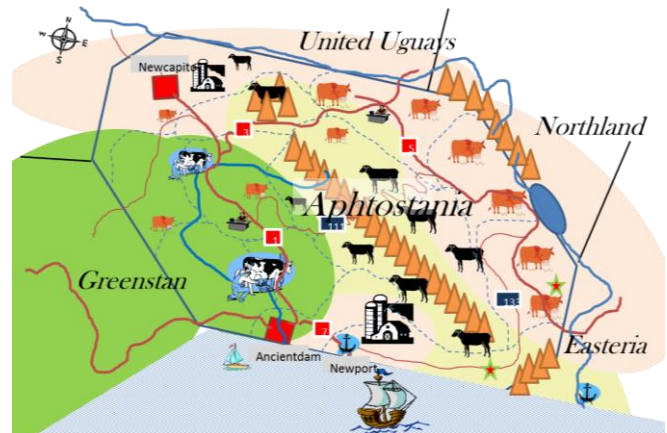 N
W E
S
United Uguays
Newcapito
Northland
3
5
Aphtostania
111
1
Greenstan
133
7
Easteria
Ancientdam
Newport